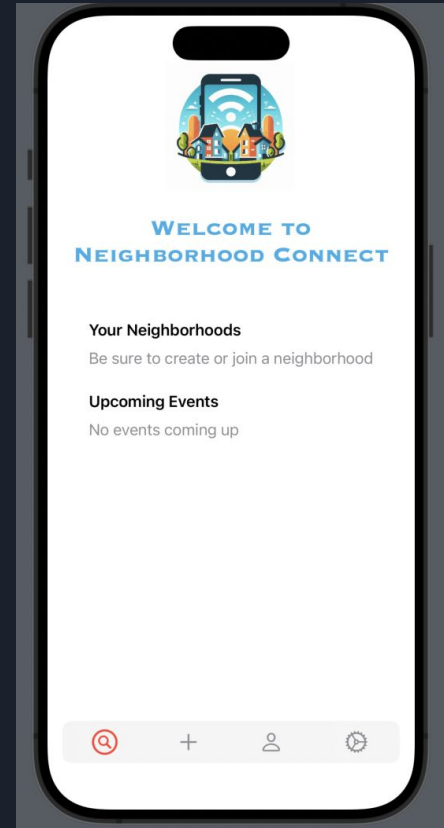 WELCOME TO
NEIGHBORHOOD CONNECT
Your Neighborhoods
Be sure to create or join a neighborhood
Upcoming Events
No events coming up